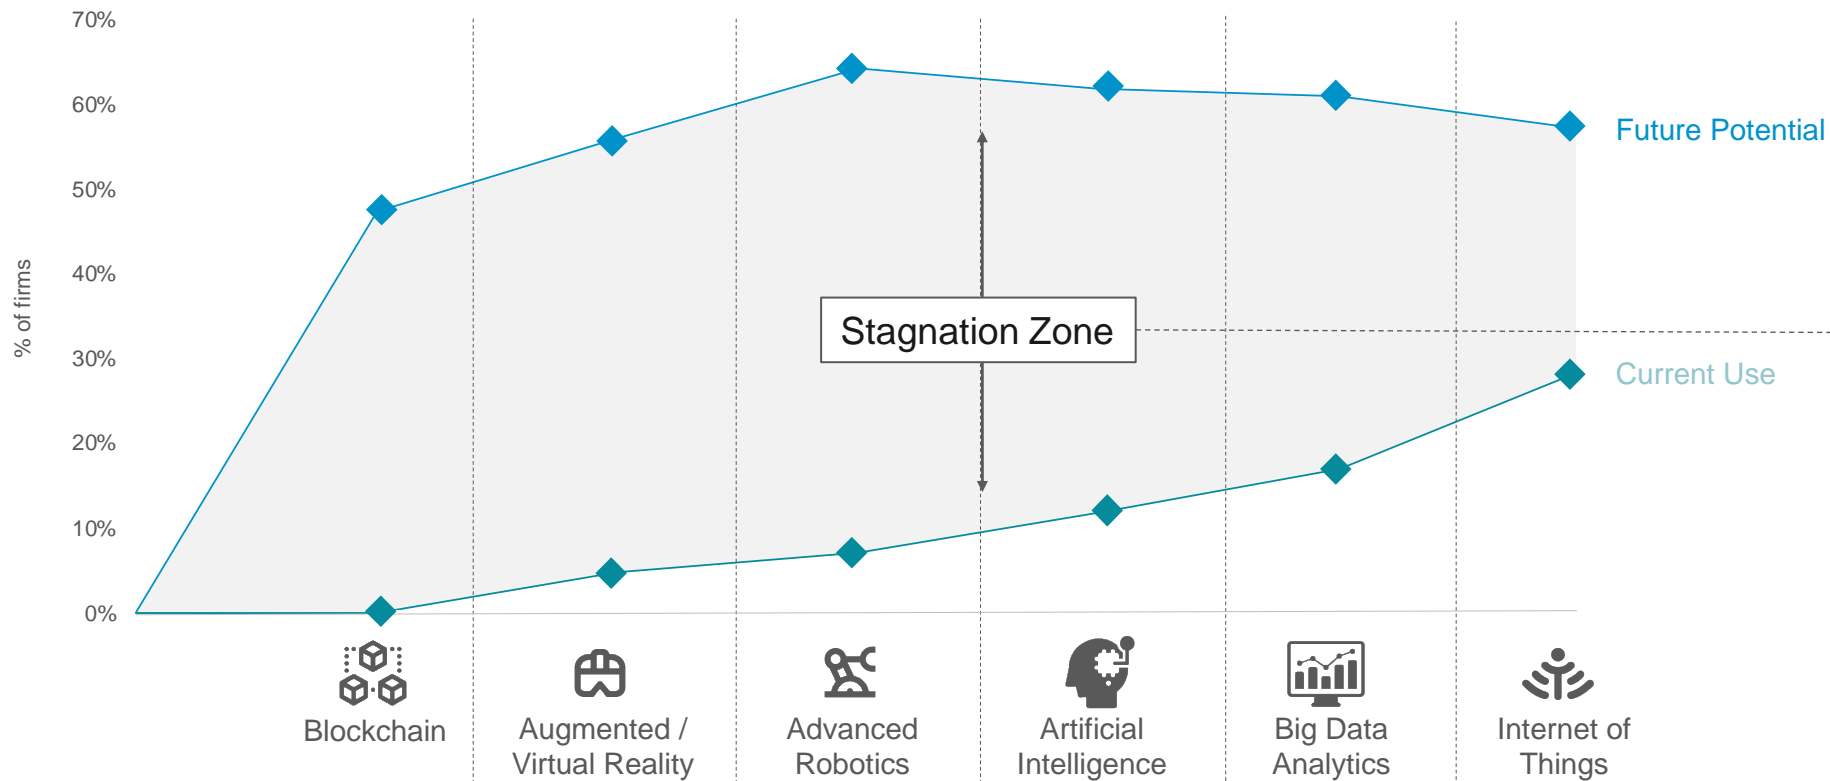 70%
60%
50%
40%
30%
20%
10%
0%
% of firms
Future Potential
Stagnation Zone
Current Use
Blockchain
Augmented /
Virtual Reality
Advanced
Robotics
Artificial
Intelligence
Big Data
Analytics
Internet of
Things